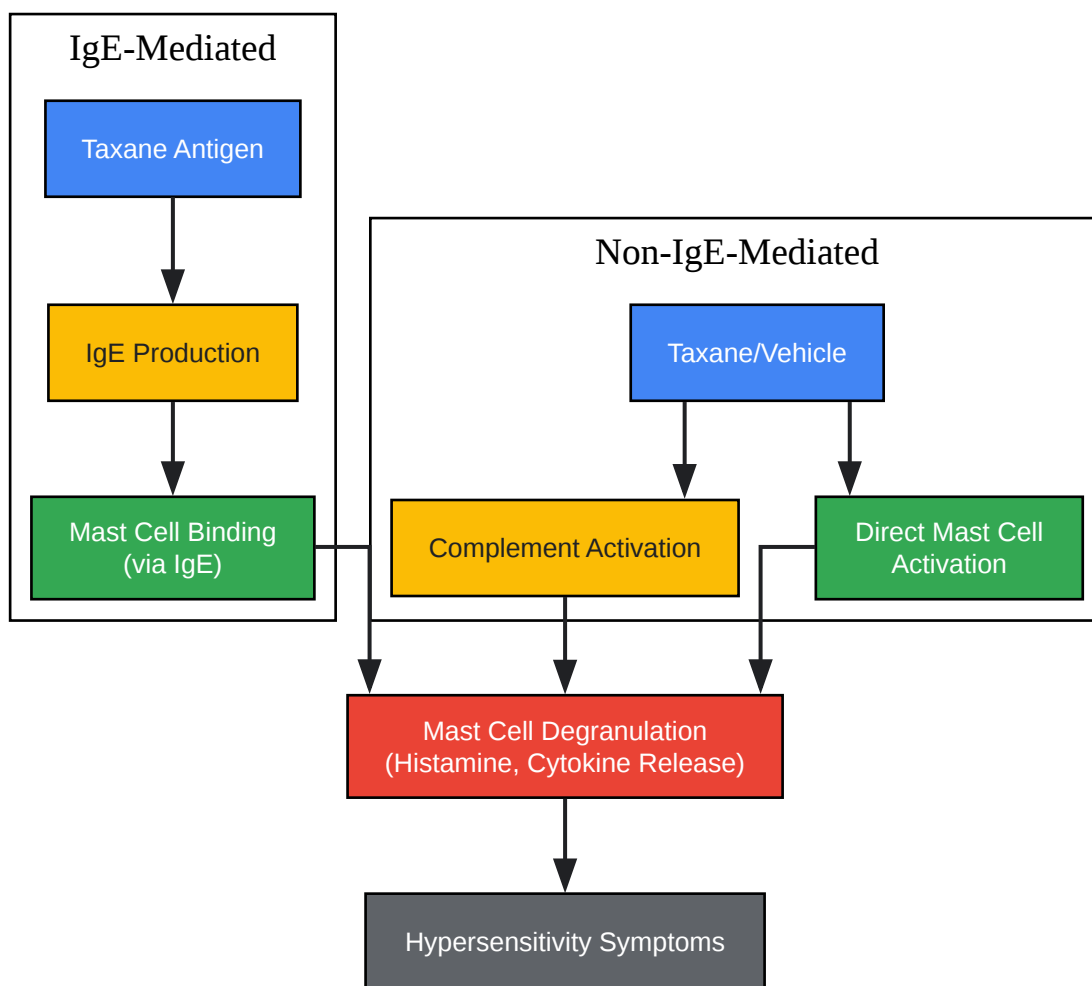 IgE-Mediated
Taxane Antigen
IgE Production
Mast Cell Binding
(via IgE)
Non-IgE-Mediated
Taxane/Vehicle
Complement Activation
Direct Mast Cell
Activation
Mast Cell Degranulation
(Histamine, Cytokine Release)
Hypersensitivity Symptoms